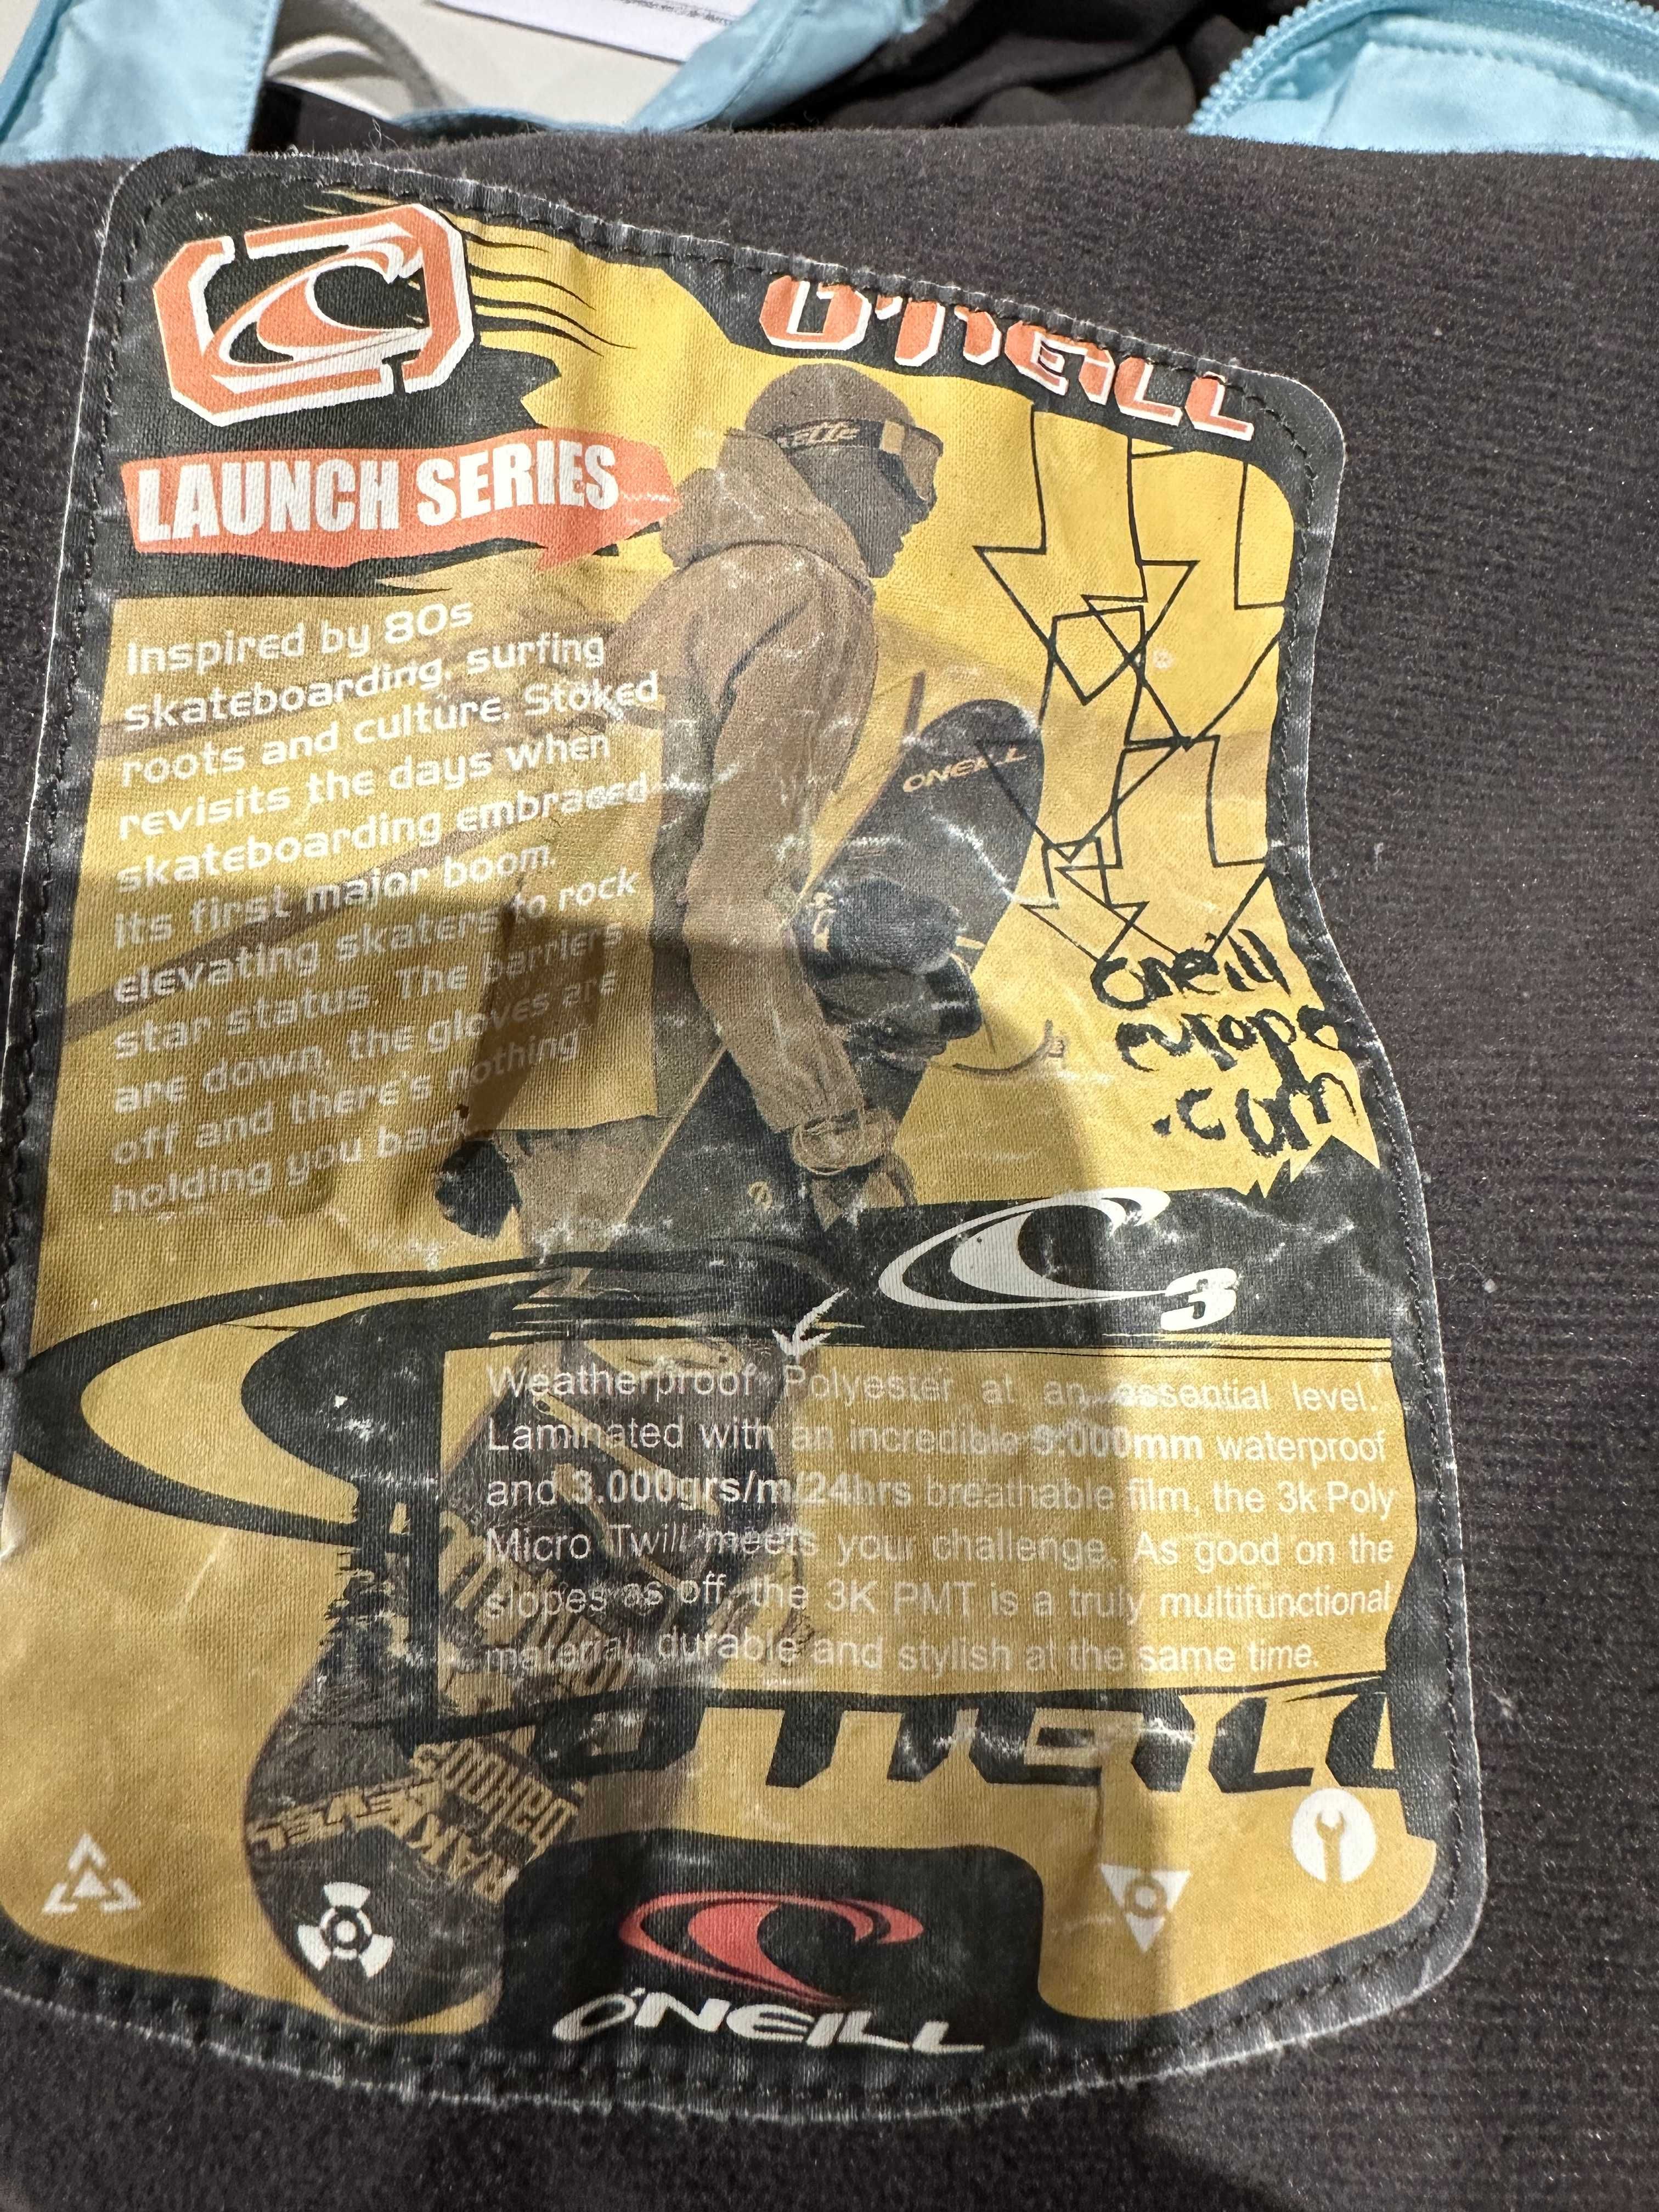 O'NEILL
LAUNCH SERIES
Inspired by 80s
skateboarding, surfing
roots and culture. Stoked
revisits the days when
skateboarding embraced
its first major boom.
elevating skaters to rock
star status. The barriers
are down, the gloves are
off and there's nothing
holding you back
ONEILL
oneill
europe
.com
3
Weatherproof Polyester at an essential level.
Laminated with an incredible 3.000mm waterproof
and 3.000grs/m/24hrs breathable film, the 3k Poly
Micro Twill meets your challenge. As good on the
slopes as off, the 3K PMT is a truly multifunctional
material, durable and stylish at the same time.
O'NEILL
O'NEILL